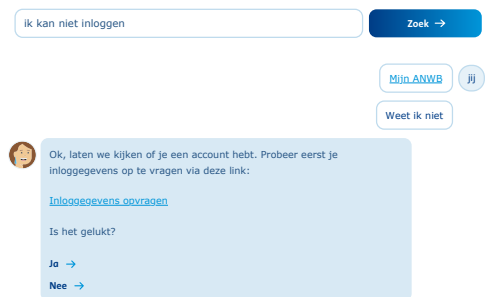 ik kan niet inloggen
Zoek →
Mijn ANWB
jij
Weet ik niet
Ok, laten we kijken of je een account hebt. Probeer eerst je
inloggegevens op te vragen via deze link:
Inloggegevens opvragen
Is het gelukt?
Ja →
Nee →